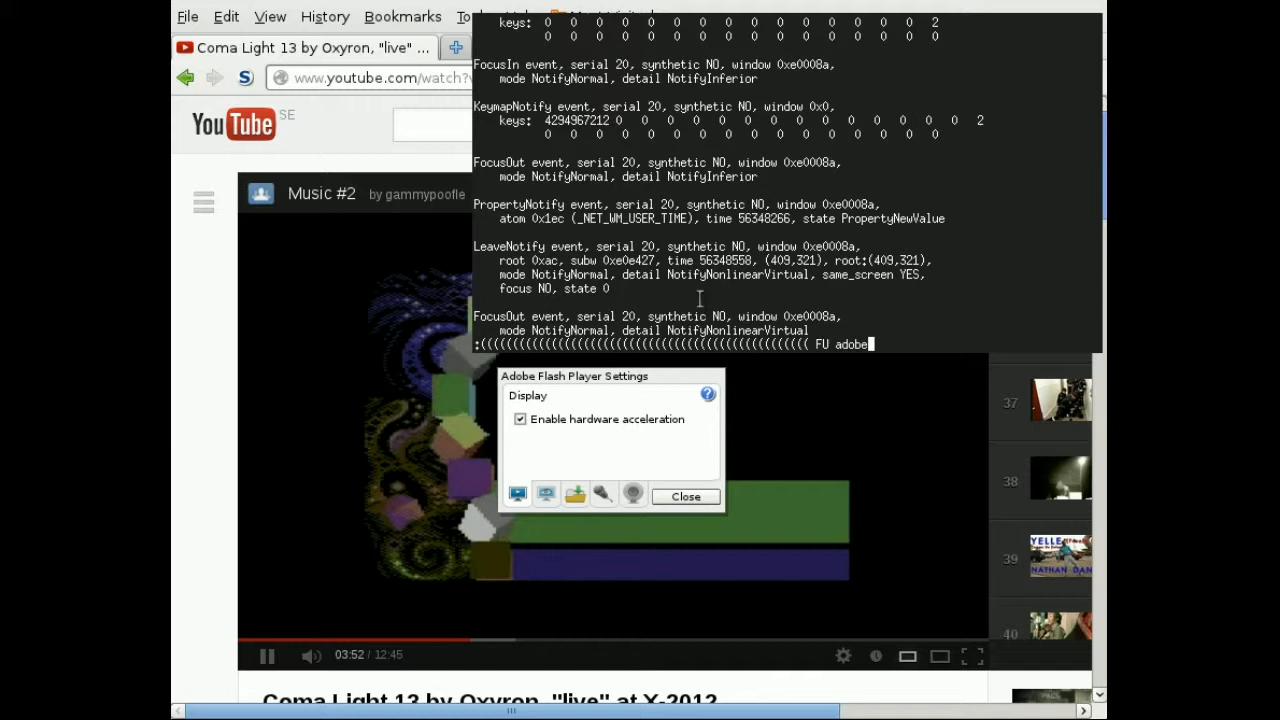 File Edit View History Bookmarks
keys: 0 0 0 0 0 0 0 0 0 0 0 0 0 0 0 2
0 0 0 0 0 0 0 0 0 0 0 0 0 0 0 0
Coma Light 13 by Oxyron, "live" ...
FocusIn event, serial 20, synthetic NO, window 0xe0008a,
mode NotifyNormal, detail NotifyInferior
www.youtube.com/watch?v
KeymapNotify event, serial 20, synthetic NO, window 0x0,
keys: 4294967212 0 0 0 0 0 0 0 0 0 0 0 0 0 0 2
0 0 0 0 0 0 0 0 0 0 0 0 0 0 0 0
YouTube SE
FocusOut event, serial 20, synthetic NO, window 0xe0008a,
mode NotifyNormal, detail NotifyInferior
Music #2 by gammypoofle
PropertyNotify event, serial 20, synthetic NO, window 0xe0008a,
atom 0x1ec (_NET_WM_USER_TIME), time 56348266, state PropertyNewValue
LeaveNotify event, serial 20, synthetic NO, window 0xe0008a,
root 0xac, subw 0xe0e427, time 56348558, (409,321), root:(409,321),
mode NotifyNormal, detail NotifyNonlinearVirtual, same_screen YES,
focus NO, state 0
FocusOut event, serial 20, synthetic NO, window 0xe0008a,
mode NotifyNormal, detail NotifyNonlinearVirtual
:((((((((((((((((((((((((((((((((((((((((((((((((((( FU adobe
Adobe Flash Player Settings
Display
Enable hardware acceleration
Close
37
38
39
YELLE
NATHAN DAN
40
03:52 / 12:45
Coma Light 13 by Oxyron, "live" at X-2012